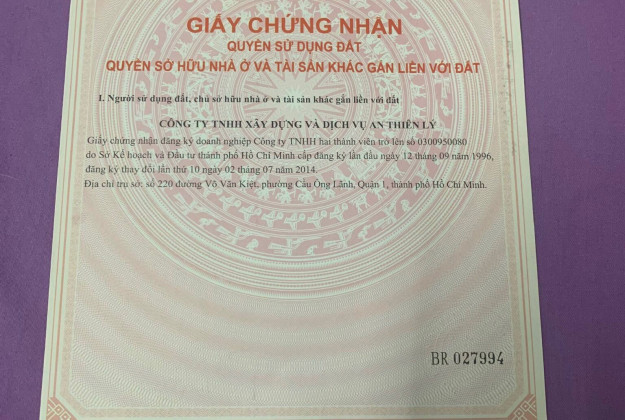 GIẤY CHỨNG NHẬN
QUYỀN SỬ DỤNG ĐẤT
QUYỀN SỞ HỮU NHÀ Ở VÀ TÀI SẢN KHÁC GẮN LIỀN VỚI ĐẤT
I. Người sử dụng đất, chủ sở hữu nhà ở và tài sản khác gắn liền với đất
CÔNG TY TNHH XÂY DỰNG VÀ DỊCH VỤ AN THIÊN LÝ
Giấy chứng nhận đăng ký doanh nghiệp Công ty TNHH hai thành viên trở lên số 0300950080
do Sở Kế hoạch và Đầu tư thành phố Hồ Chí Minh cấp đăng ký lần đầu ngày 12 tháng 09 năm 1996,
đăng ký thay đổi lần thứ 10 ngày 02 tháng 07 năm 2014.
Địa chỉ trụ sở: số 220 đường Võ Văn Kiệt, phường Cầu Ông Lãnh, Quận 1, thành phố Hồ Chí Minh.
BR 027994